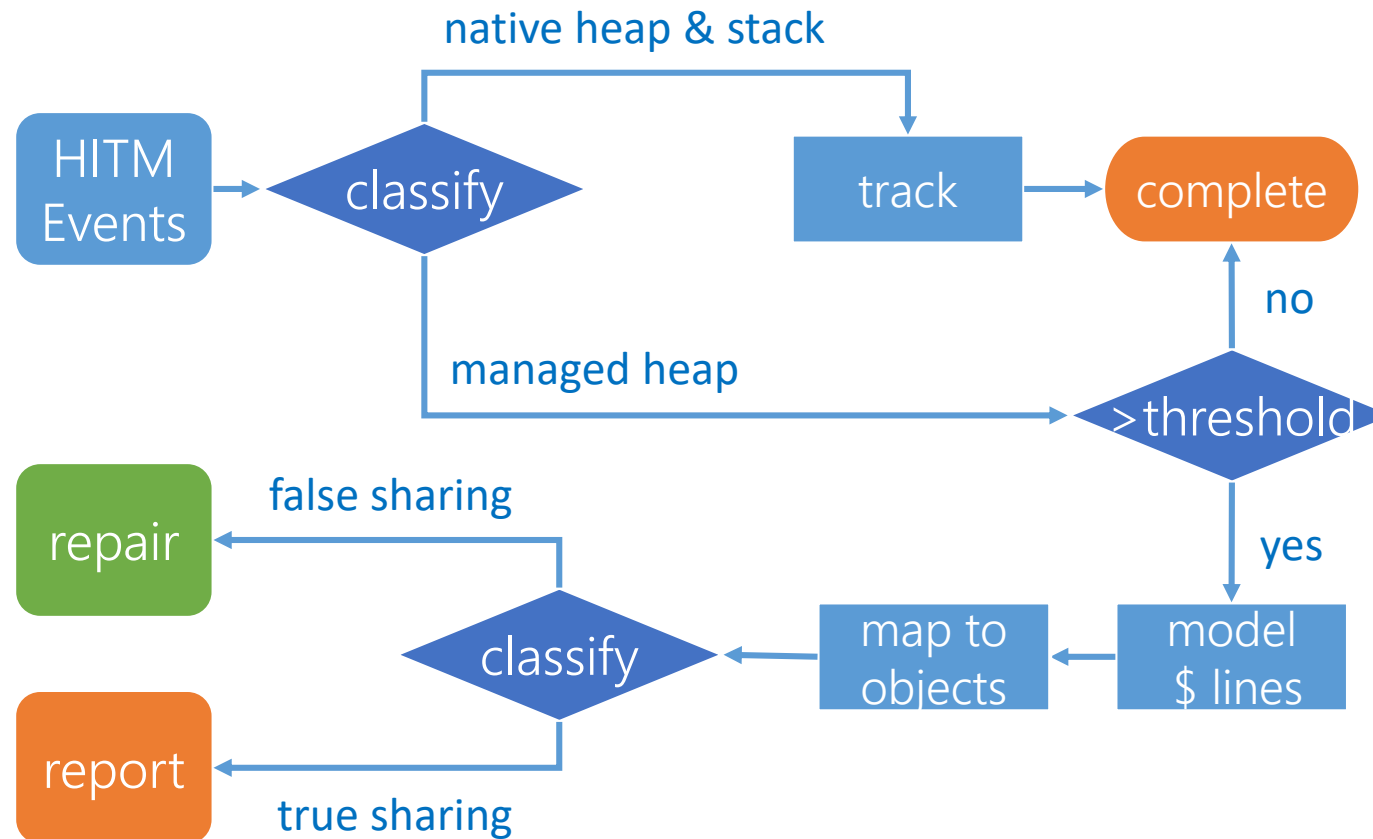 native heap & stack
HITM
Events
classify
track
complete
no
managed heap
>threshold
false sharing
yes
repair
classify
map to
objects
model
$ lines
report
true sharing